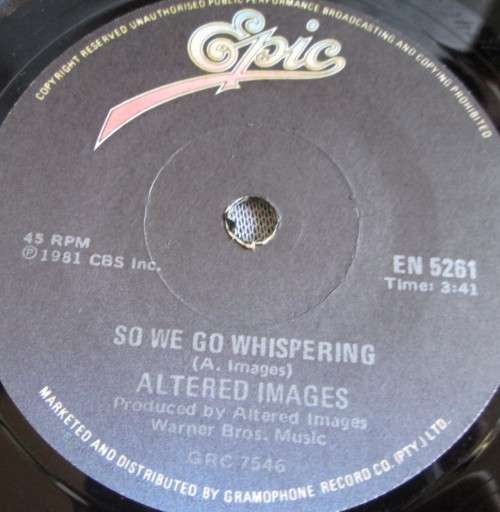 COPYRIGHT RESERVED UNAUTHORISED PUBLIC PERFORMANCE BROADCASTING AND COPYING PROHIBITED
Epic
45 RPM
Ⓟ1981 CBS Inc.
EN 5261
Time: 3:41
SO WE GO WHISPERING
(A. Images)
ALTERED IMAGES
Produced by Altered Images
Warner Bros. Music
GRC 7546
MARKETED AND DISTRIBUTED BY GRAMOPHONE RECORD CO. (PTY.) LTD.